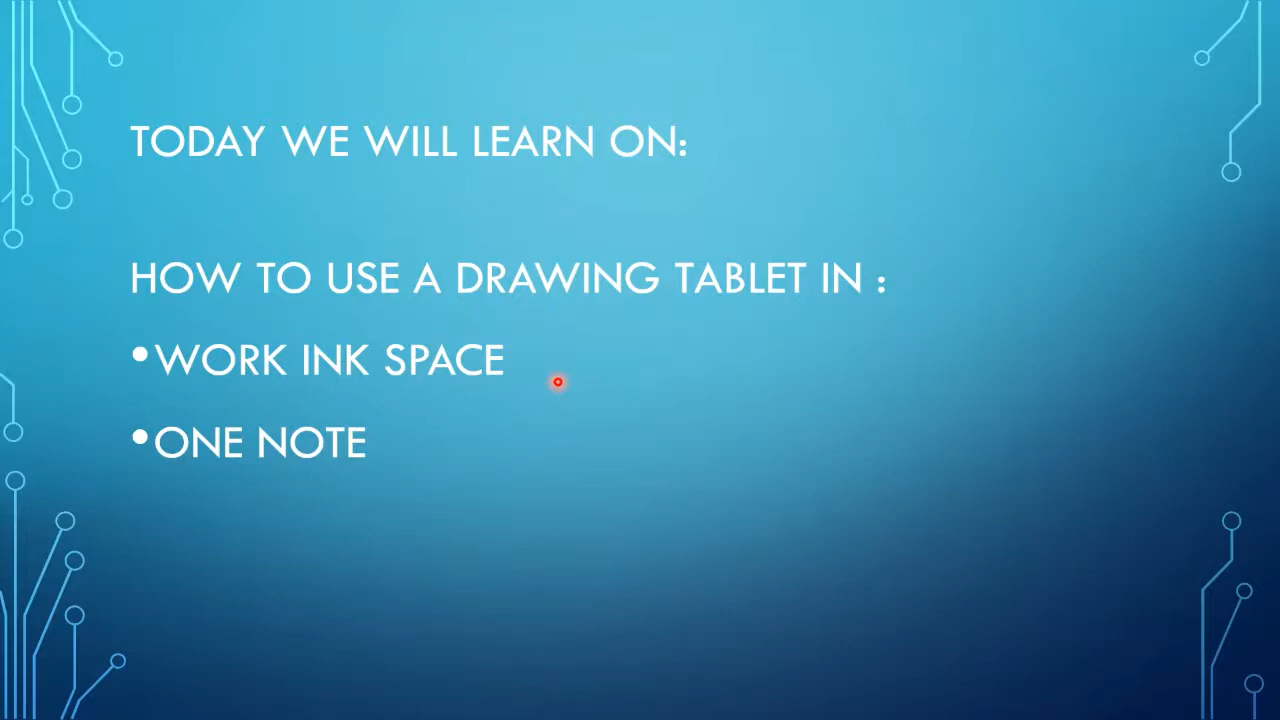 TODAY WE WILL LEARN ON:
HOW TO USE A DRAWING TABLET IN :
•WORK INK SPACE
•ONE NOTE